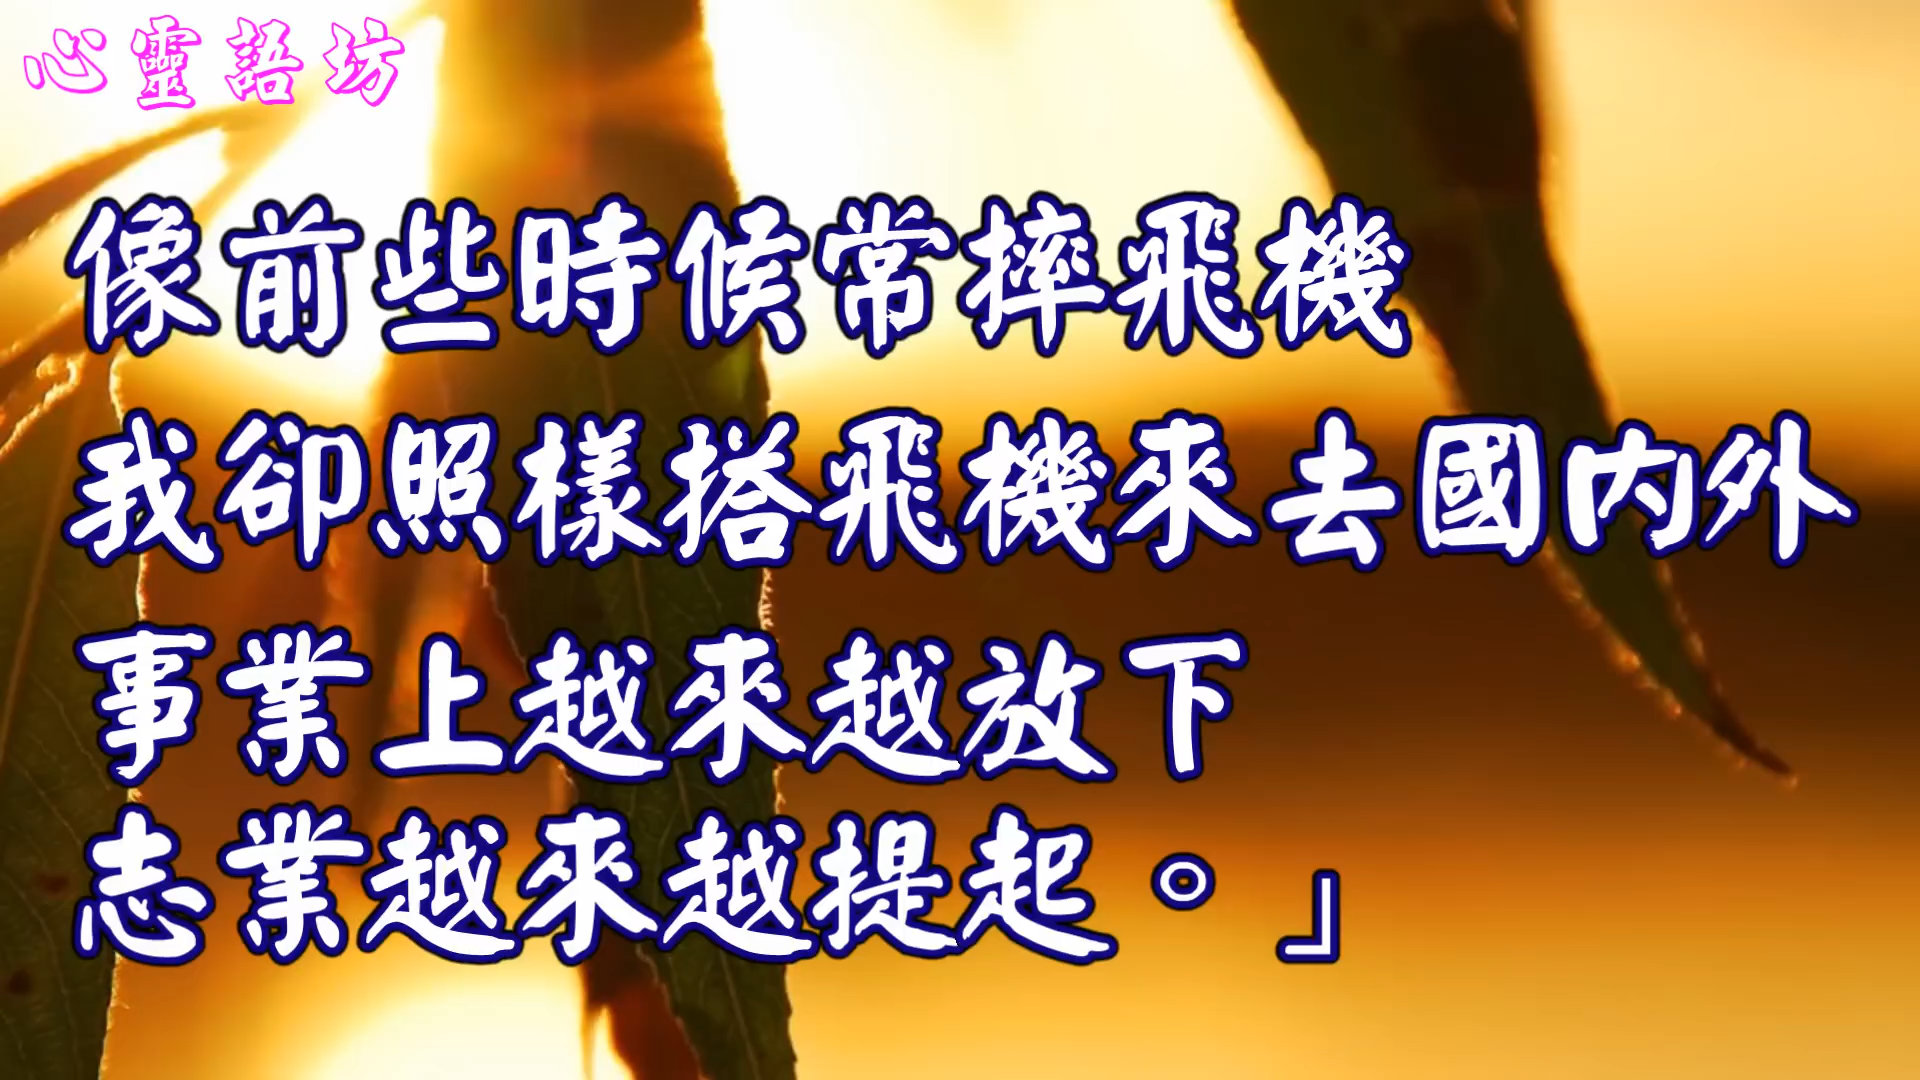 心靈語坊
像前些時候常摔飛機
我卻照樣搭飛機來去國內外
事業上越來越放下
志業越來越提起。」